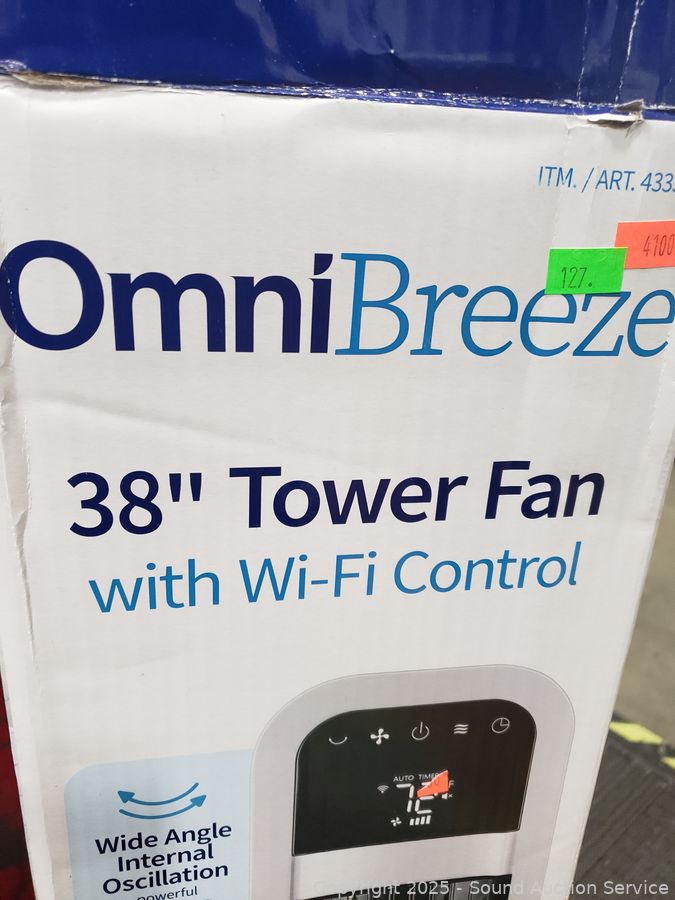 ITM. / ART. 433
4100
127.
OmniBreeze
38" Tower Fan
with Wi-Fi Control
AUTO TIMER
72
F
Wide Angle
Internal
Oscillation
powerful
Copyright 2025 - Sound Auction Service